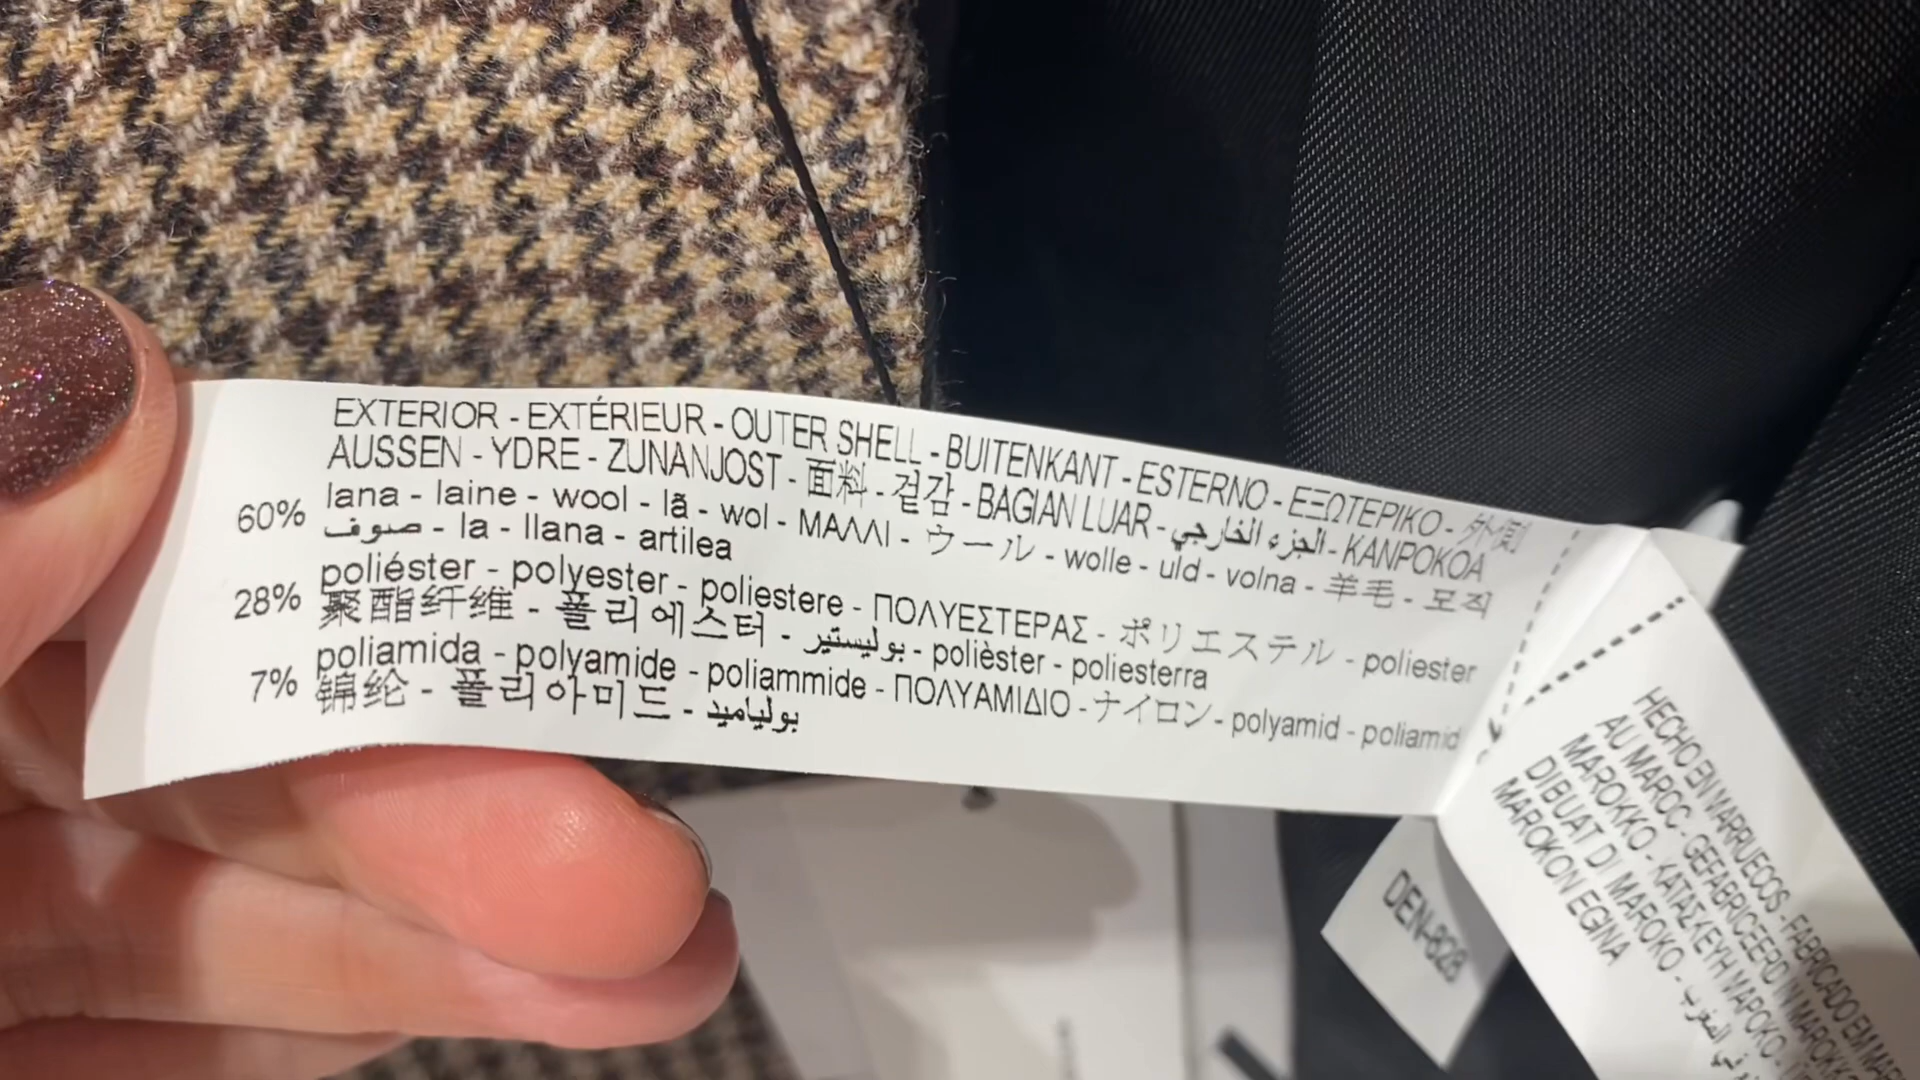 EXTERIOR - EXTÉRIEUR - OUTER SHELL - BUITENKANT - ESTERNO - ΕΞΩΤΕΡΙΚΟ - 外側
AUSSEN - YDRE - ZUNANJOST - 面料 - 겉감 - BAGIAN LUAR - الجزء الخارجي - KANPOKOA
60% lana - laine - wool - lã - wol - ΜΑΛΛΙ - ウール - wolle - uld - volna - 羊毛 - 모직
صوف - la - llana - artilea
28% poliéster - polyester - poliestere - ΠΟΛΥΕΣΤΕΡΑΣ - ポリエステル - poliester
聚酯纤维 - 폴리에스터 - بوليستير - polièster - poliesterra
7% poliamida - polyamide - poliammide - ΠΟΛΥΑΜΙΔΙΟ - ナイロン - polyamid - poliamid
锦纶 - 폴리아미드 - بولياميد
HECHO EN MARRUECOS - FABRICADO EM
AU MAROC - GEFABRICEERD IN
MAROKKO - ΚΑΤΑΣΚΕΥΗ ΜΑΡΟΚΟ
DIBUAT DI MAROKO - في المغرب
MAROKON EGINA
DEN-828